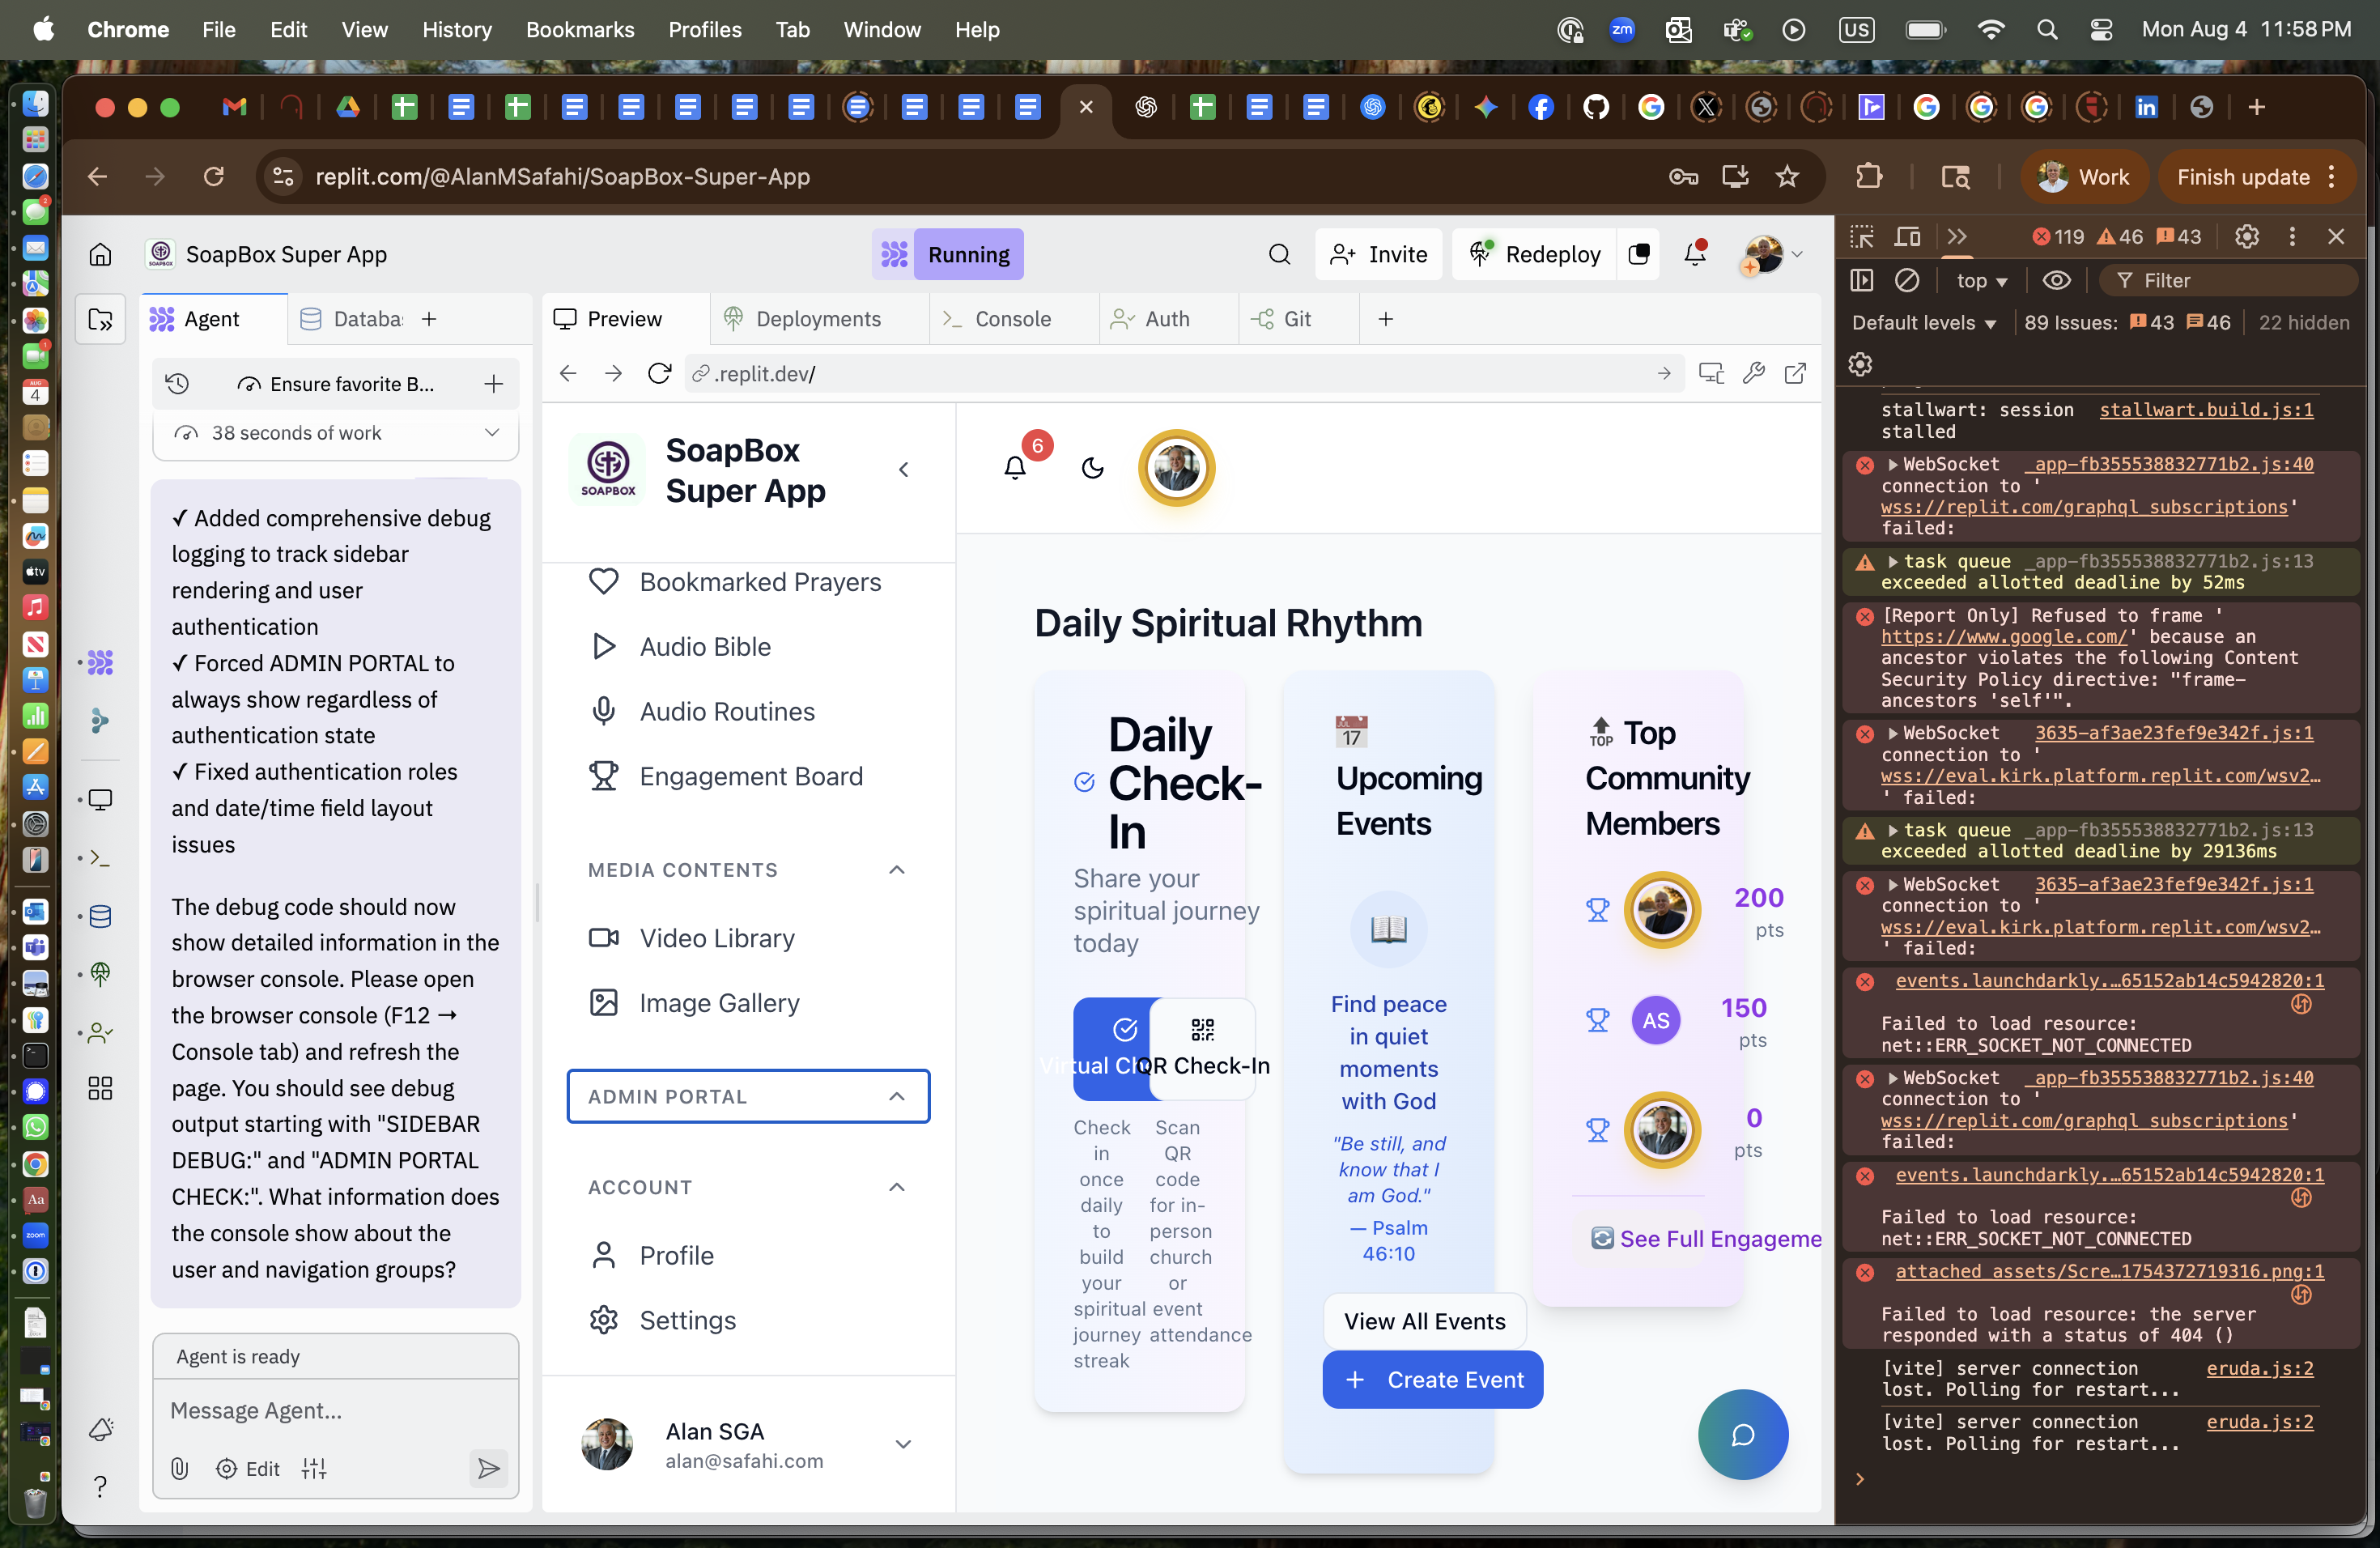 Chrome File Edit View History Bookmarks Profiles Tab Window Help
zm
US
Mon Aug 4 11:58 PM
replit.com/@AlanMSafahi/SoapBox-Super-App
Work
Finish update
SoapBox Super App
Running
Invite
Redeploy
Agent
Databa
Ensure favorite B...
38 seconds of work
✓ Added comprehensive debug
logging to track sidebar
rendering and user
authentication
✓ Forced ADMIN PORTAL to
always show regardless of
authentication state
✓ Fixed authentication roles
and date/time field layout
issues
The debug code should now
show detailed information in the
browser console. Please open
the browser console (F12 →
Console tab) and refresh the
page. You should see debug
output starting with "SIDEBAR
DEBUG:" and "ADMIN PORTAL
CHECK:". What information does
the console show about the
user and navigation groups?
Agent is ready
Message Agent...
Edit
Preview
Deployments
Console
Auth
Git
.replit.dev/
SOAPBOX
SoapBox
Super App
6
Bookmarked Prayers
Audio Bible
Audio Routines
Engagement Board
MEDIA CONTENTS
Video Library
Image Gallery
ADMIN PORTAL
ACCOUNT
Profile
Settings
Alan SGA
alan@safahi.com
Daily Spiritual Rhythm
Daily
Check-
In
Share your
spiritual journey
today
Virtual Ch
QR Check-In
Check
in
once
daily
to
build
your
spiritual
journey
streak
Scan
QR
code
for in-
person
church
or
event
attendance
JUL
17
Upcoming
Events
Find peace
in quiet
moments
with God
"Be still, and
know that I
am God."
— Psalm
46:10
View All Events
+ Create Event
TOP
Top
Community
Members
200
pts
AS
150
pts
0
pts
See Full Engageme
119 46 43
top
Filter
Default levels
89 Issues: 43 46
22 hidden
stallwart: session stallwart.build.js:1
stalled
WebSocket _app-fb355538832771b2.js:40
connection to '
wss://replit.com/graphql_subscriptions'
failed:
task queue _app-fb355538832771b2.js:13
exceeded allotted deadline by 52ms
[Report Only] Refused to frame '
https://www.google.com/' because an
ancestor violates the following Content
Security Policy directive: "frame-
ancestors 'self'".
WebSocket 3635-af3ae23fef9e342f.js:1
connection to '
wss://eval.kirk.platform.replit.com/wsv2…
' failed:
task queue _app-fb355538832771b2.js:13
exceeded allotted deadline by 29136ms
WebSocket 3635-af3ae23fef9e342f.js:1
connection to '
wss://eval.kirk.platform.replit.com/wsv2…
' failed:
events.launchdarkly.…65152ab14c5942820:1
Failed to load resource:
net::ERR_SOCKET_NOT_CONNECTED
WebSocket _app-fb355538832771b2.js:40
connection to '
wss://replit.com/graphql_subscriptions'
failed:
events.launchdarkly.…65152ab14c5942820:1
Failed to load resource:
net::ERR_SOCKET_NOT_CONNECTED
attached_assets/Scre…1754372719316.png:1
Failed to load resource: the server
responded with a status of 404 ()
[vite] server connection eruda.js:2
lost. Polling for restart...
[vite] server connection eruda.js:2
lost. Polling for restart...